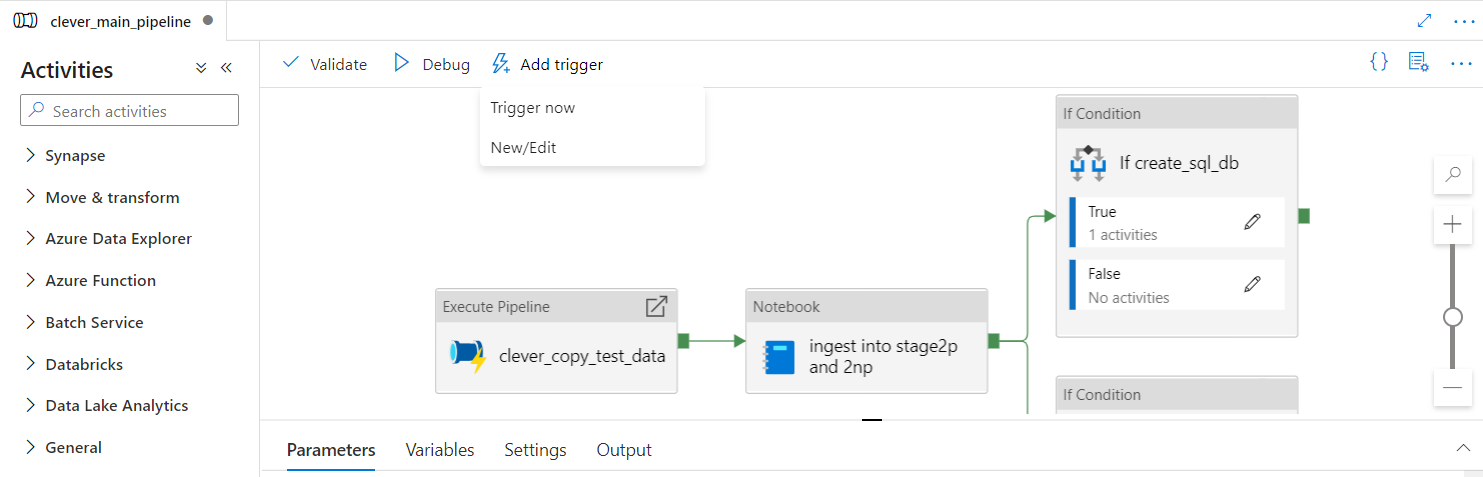 clever_main_pipeline
Activities
Validate
Debug
Add trigger
{}
Search activities
Trigger now
New/Edit
Synapse
Move & transform
Azure Data Explorer
Azure Function
Batch Service
Databricks
Data Lake Analytics
General
Execute Pipeline
clever_copy_test_data
Notebook
ingest into stage2p
and 2np
If Condition
If create_sql_db
True
1 activities
False
No activities
If Condition
Parameters
Variables
Settings
Output